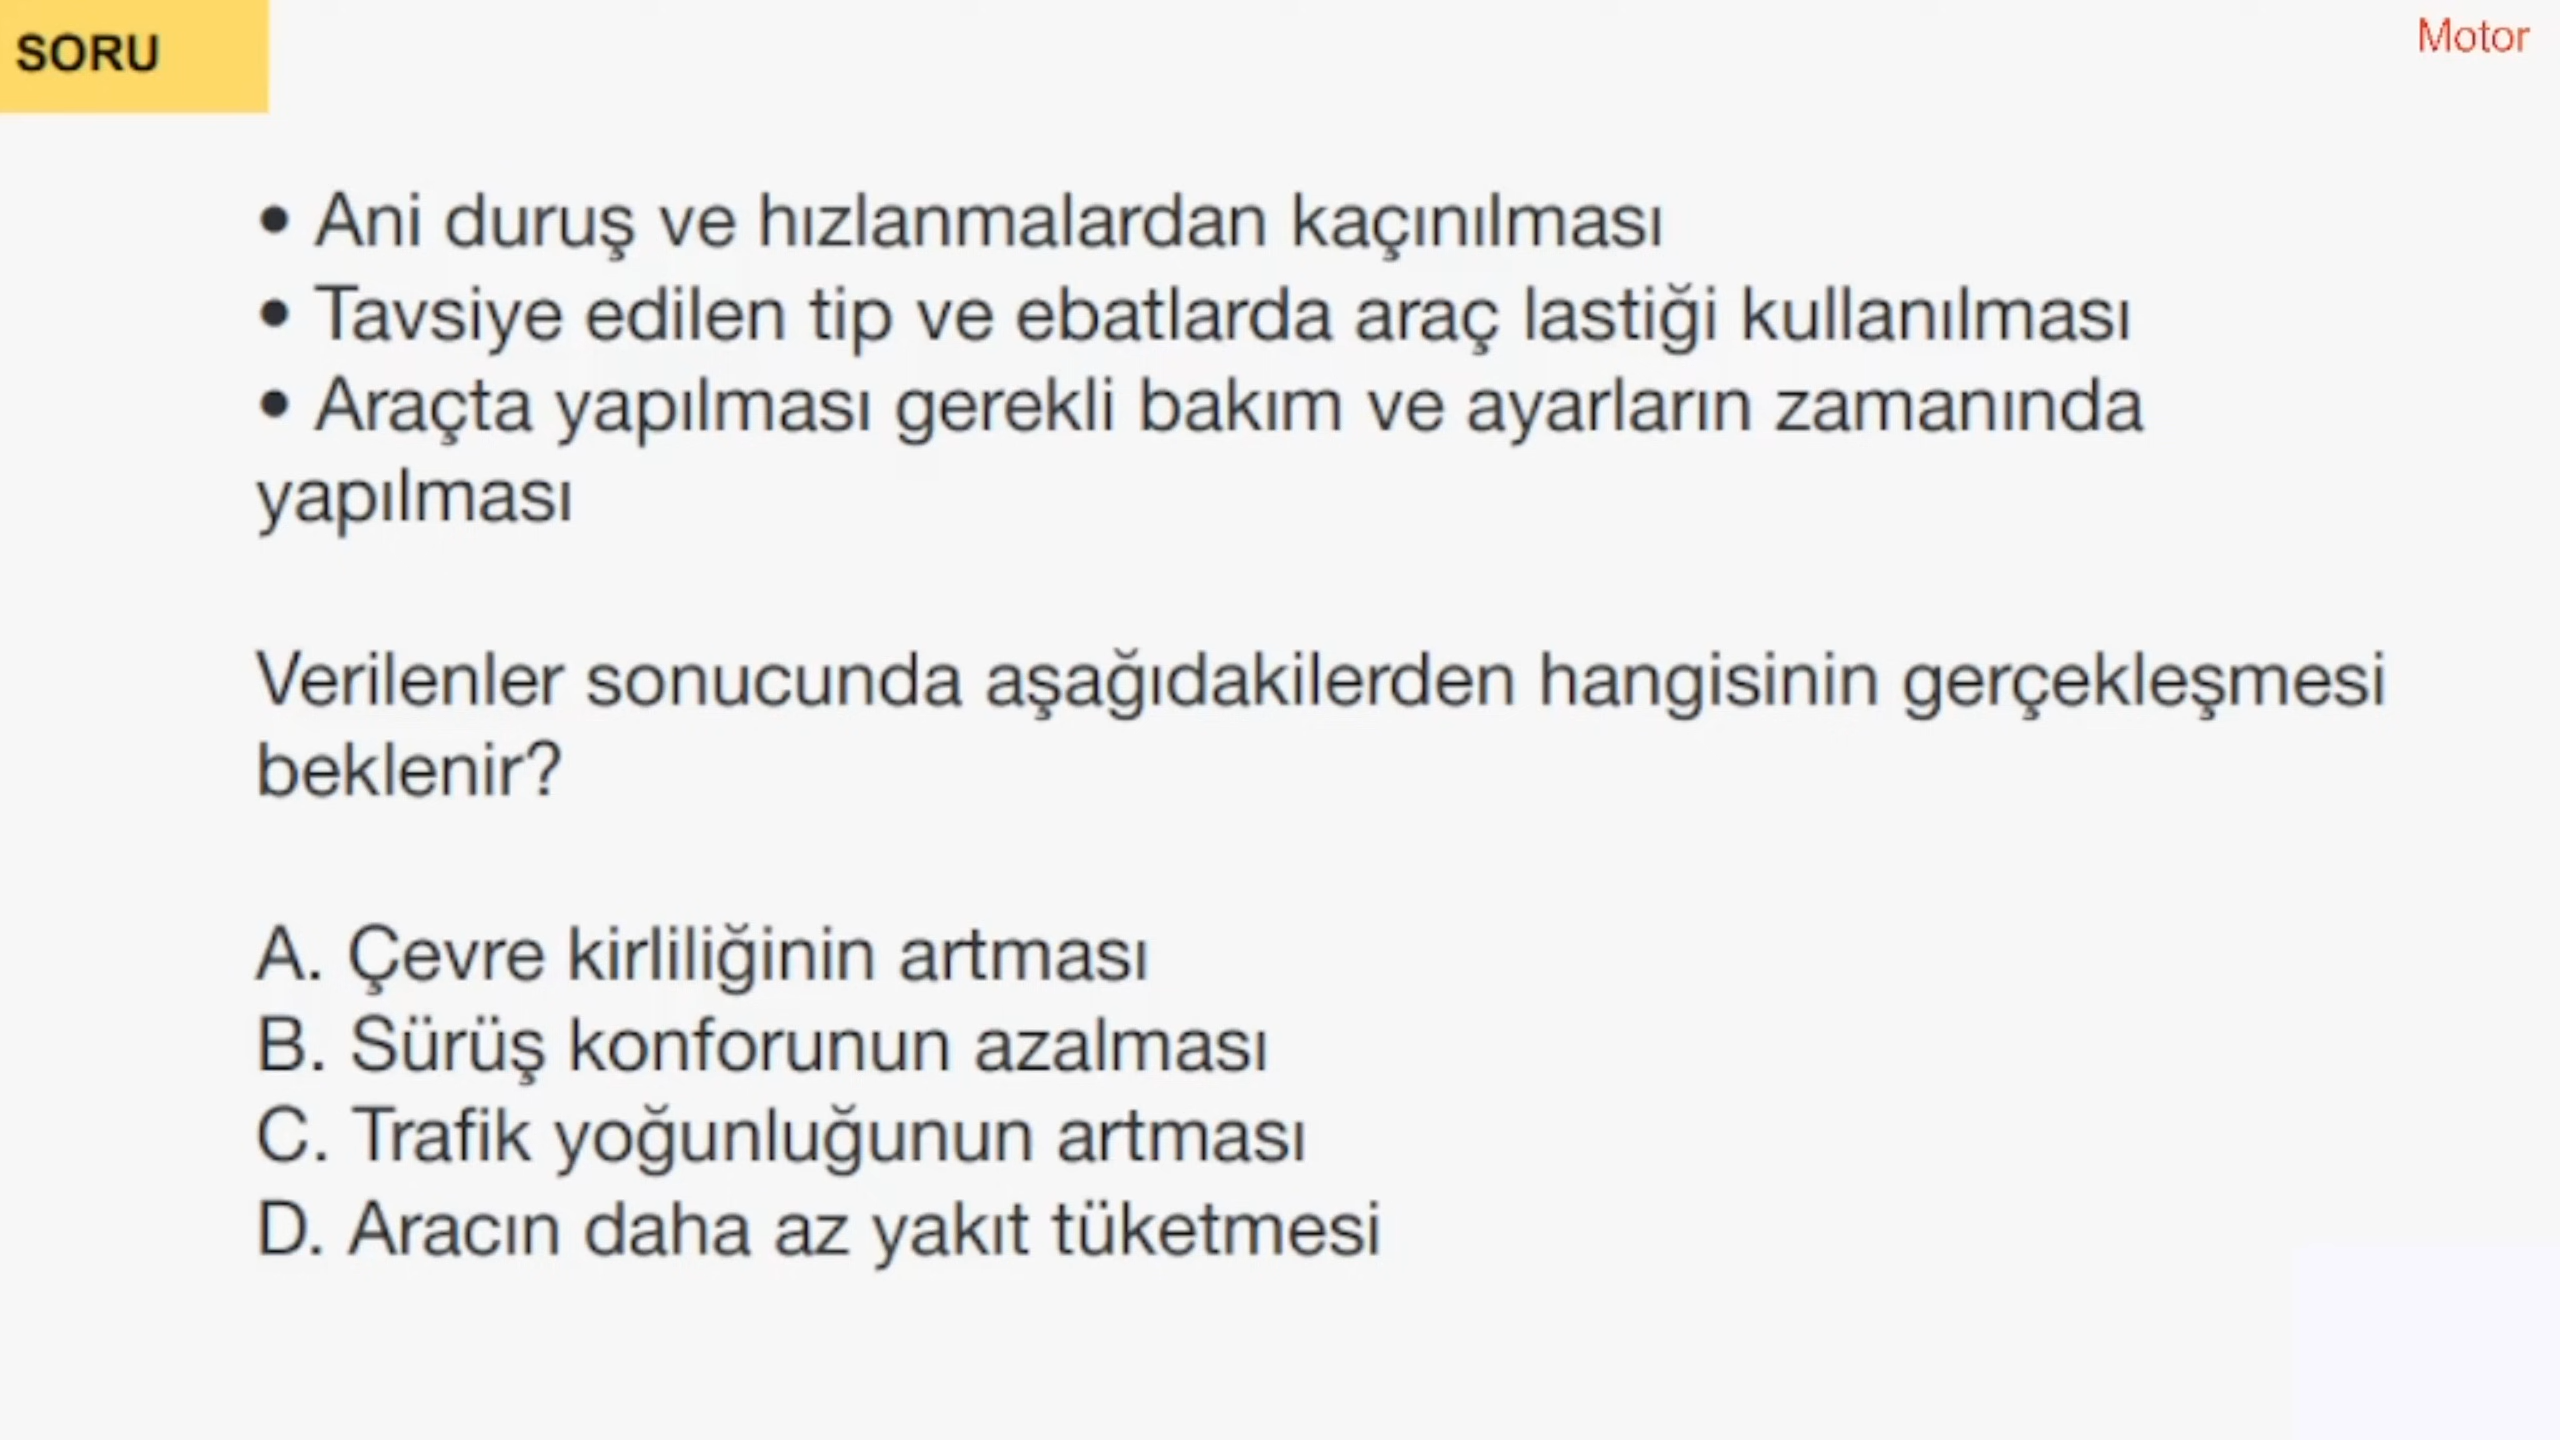 SORU
Motor
• Ani duruş ve hızlanmalardan kaçınılması
• Tavsiye edilen tip ve ebatlarda araç lastiği kullanılması
• Araçta yapılması gerekli bakım ve ayarların zamanında
yapılması
Verilenler sonucunda aşağıdakilerden hangisinin gerçekleşmesi
beklenir?
A. Çevre kirliliğinin artması
B. Sürüş konforunun azalması
C. Trafik yoğunluğunun artması
D. Aracın daha az yakıt tüketmesi